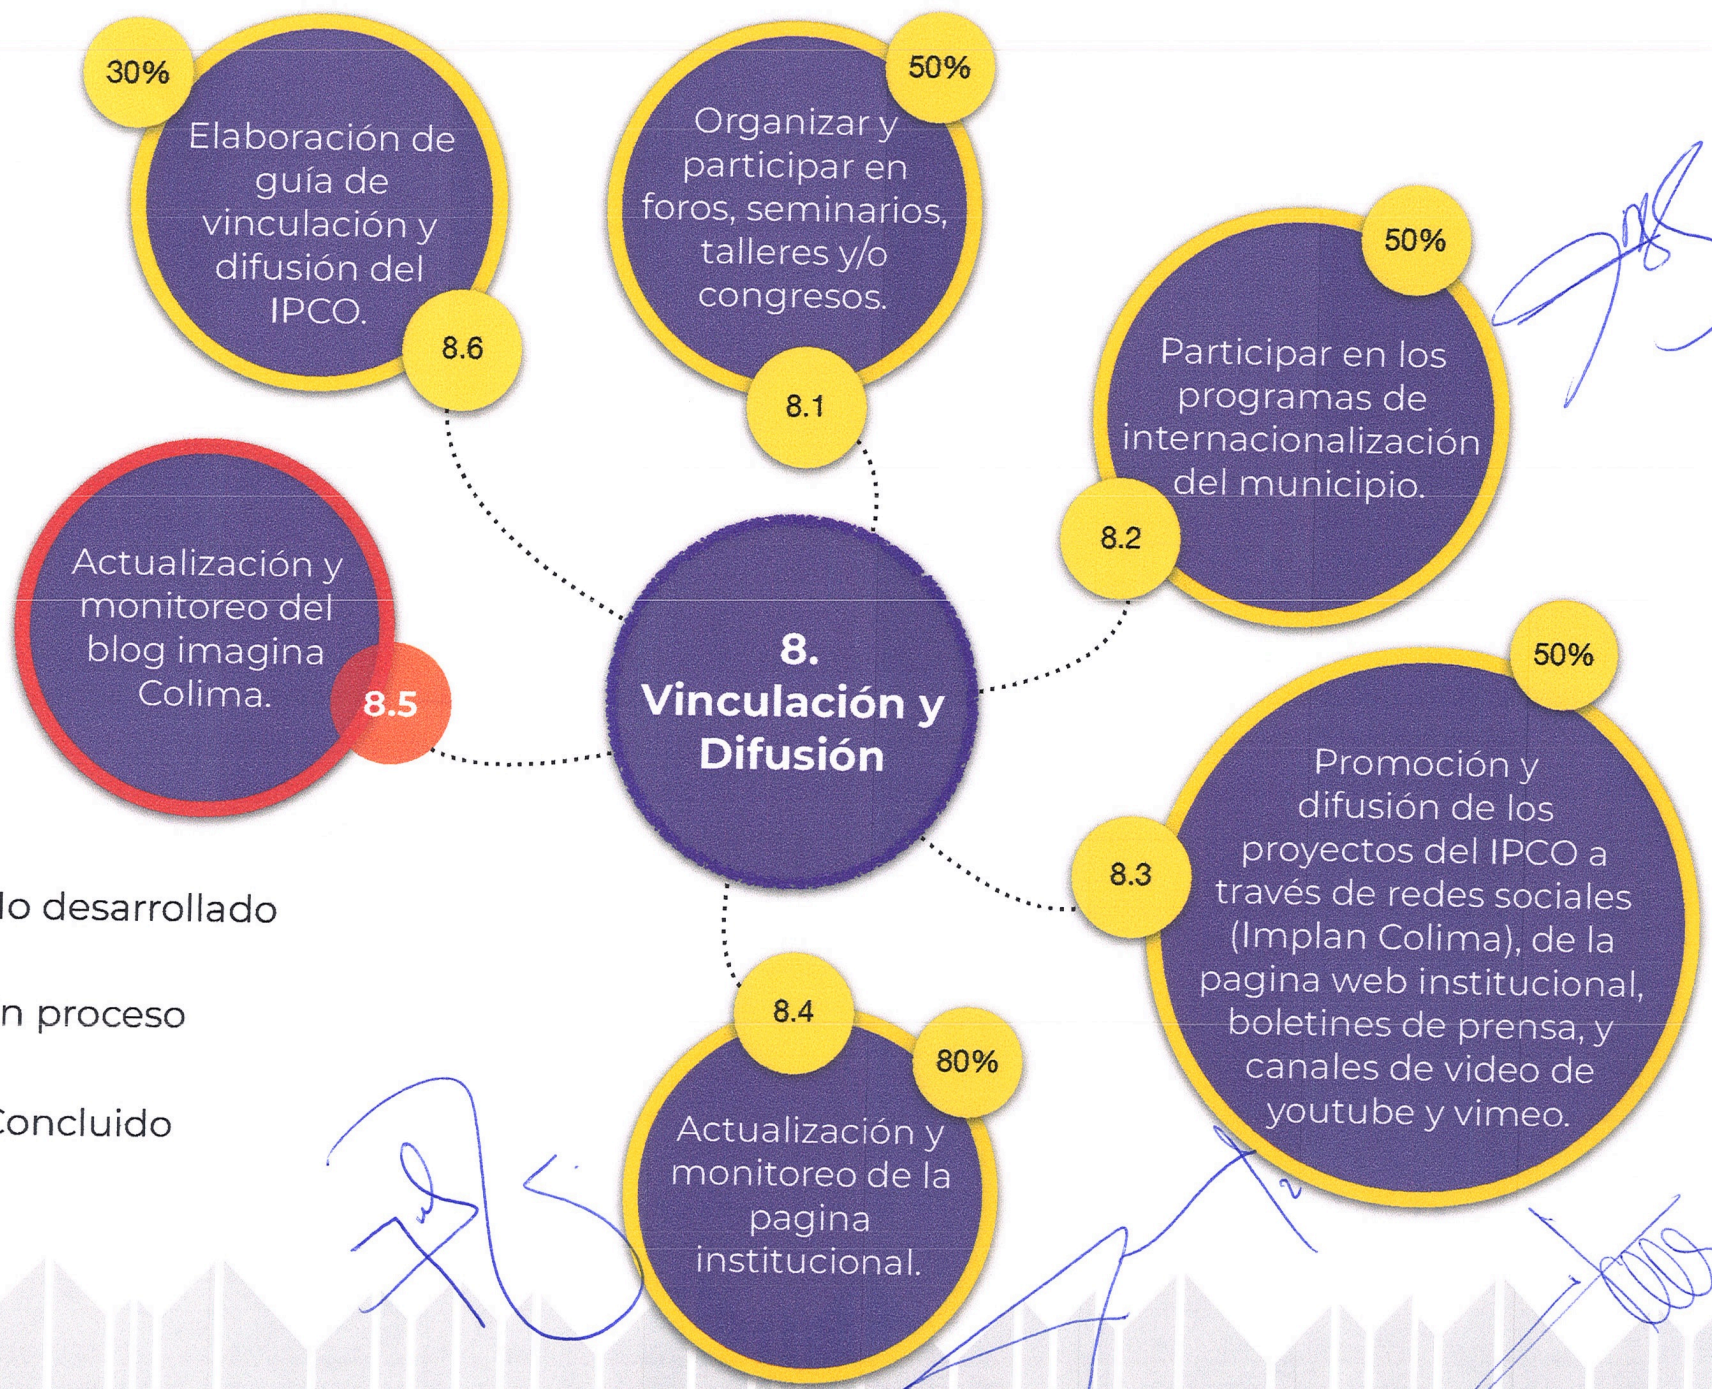 30%
Elaboración de
guía de
vinculación y
difusión del
IPCO.
8.6
50%
Organizar y
participar en
foros, seminarios,
talleres y/o
congresos.
8.1
50%
Participar en los
programas de
internacionalización
del municipio.
8.2
Actualización y
monitoreo del
blog imagina
Colima.
8.5
8.
Vinculación y
Difusión
50%
Promoción y
difusión de los
proyectos del IPCO a
través de redes sociales
(Implan Colima), de la
pagina web institucional,
boletines de prensa, y
canales de video de
youtube y vimeo.
8.3
desarrollado
proceso
Concluido
8.4
80%
Actualización y
monitoreo de la
pagina
institucional.